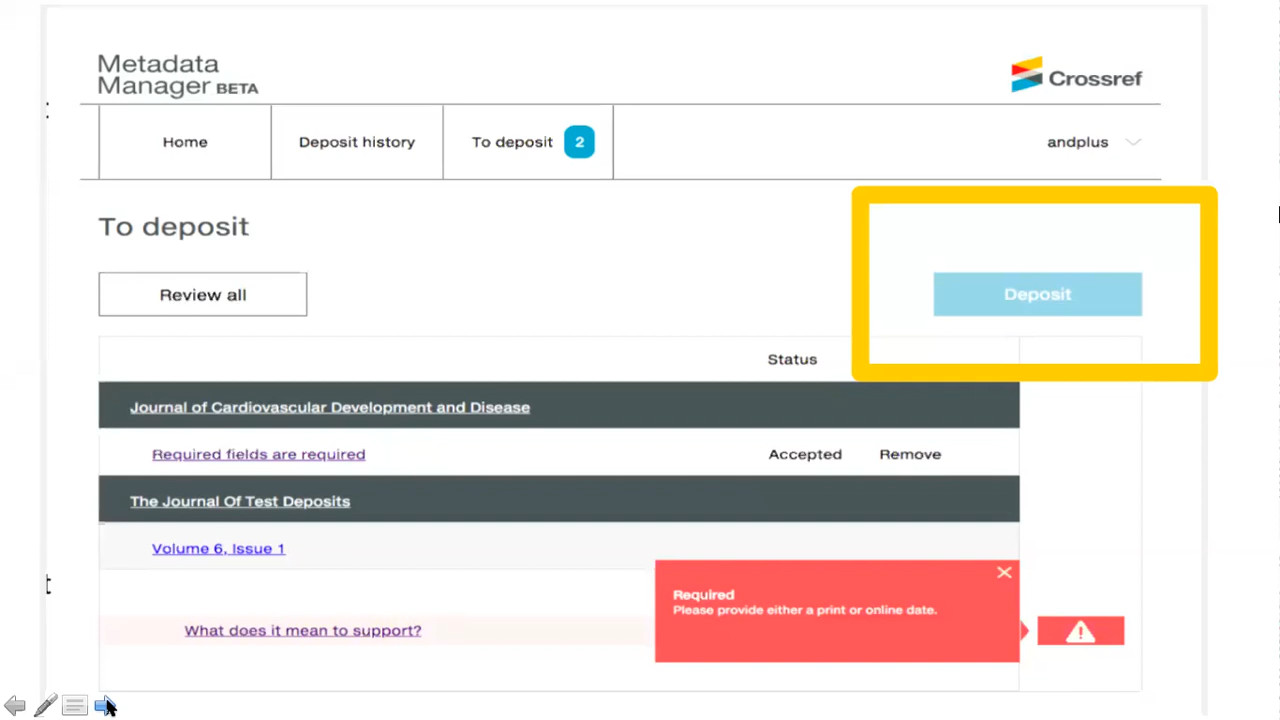 Metadata
Manager BETA
Crossref
Home
Deposit history
To deposit 2
andplus
To deposit
Review all
Deposit
Status
Journal of Cardiovascular Development and Disease
Required fields are required
Accepted
Remove
The Journal Of Test Deposits
Volume 6, Issue 1
Required
Please provide either a print or online date.
What does it mean to support?